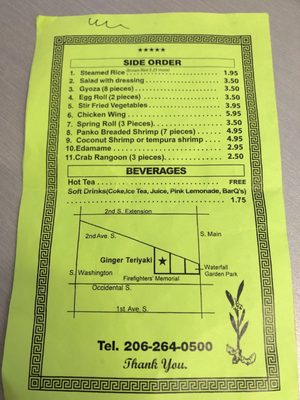 ★★★★★
SIDE ORDER
(Brown Rice $.25 more)
1. Steamed Rice 1.95
2. Salad with dressing 3.50
3. Gyoza (8 pieces) 3.50
4. Egg Roll (2 pieces) 3.50
5. Stir Fried Vegetables 3.95
6. Chicken Wing 5.95
7. Spring Roll (3 Pieces) 3.50
8. Panko Breaded Shrimp (7 pieces) 4.95
9. Coconut Shrimp or tempura shrimp 4.95
10.Edamame 2.95
11.Crab Rangoon (3 pieces) 2.50
BEVERAGES
Hot Tea FREE
Soft Drinks(Coke,Ice Tea, Juice, Pink Lemonade, BarQ's)
1.75
2nd S. Extension
2nd Ave. S.
S. Main
Ginger Teriyaki ★
S. Washington
Waterfall
Garden Park
Firefighters' Memorial
Occidental S.
1st Ave. S.
Tel. 206-264-0500
Thank You.